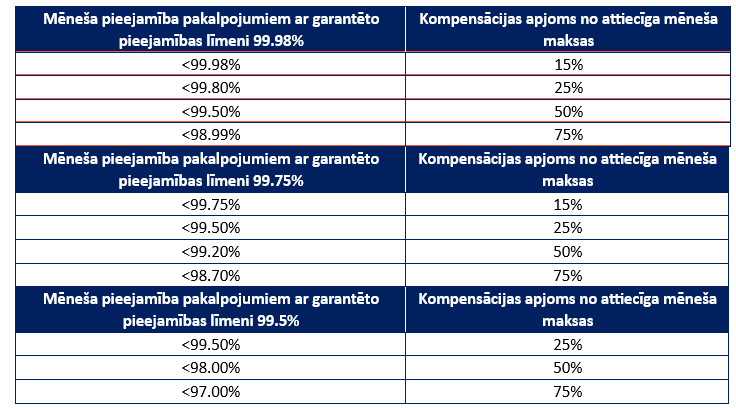 Mēneša pieejamība pakalpojumiem ar garantēto Kompensācijas apjoms no attiecīga mēneša
pieejamības līmeni 99.98% maksas
<99.98% 15%
<99.80% 25%
<99.50% 50%
<98.99% 75%
Mēneša pieejamība pakalpojumiem ar garantēto Kompensācijas apjoms no attiecīga mēneša
pieejamības līmeni 99.75% maksas
<99.75% 15%
<99.50% 25%
<99.20% 50%
<98.70% 75%
Mēneša pieejamība pakalpojumiem ar garantēto Kompensācijas apjoms no attiecīga mēneša
pieejamības līmeni 99.5% maksas
<99.50% 25%
<98.00% 50%
<97.00% 75%